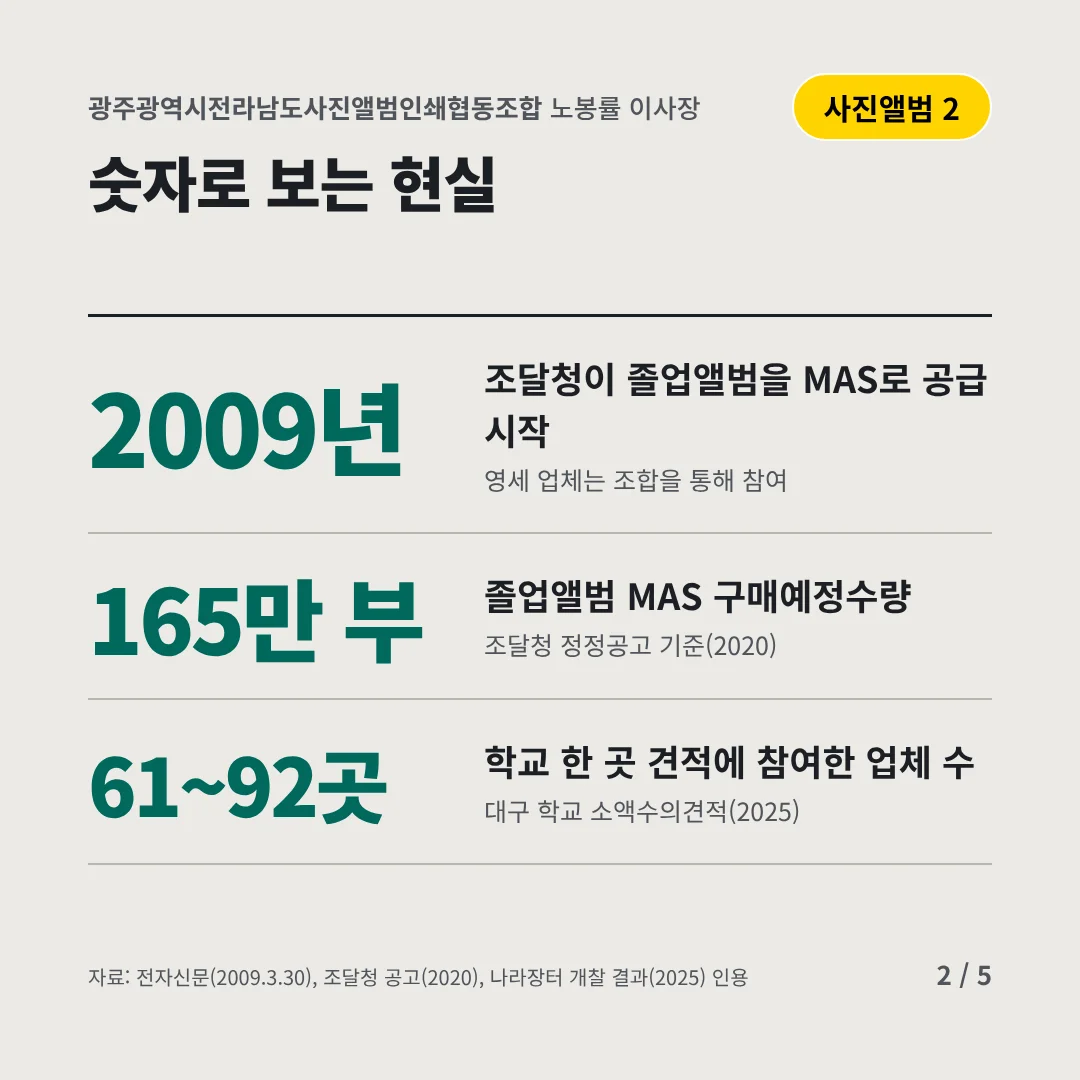 광주광역시전라남도사진앨범인쇄협동조합 노봉률 이사장
사진앨범 2
숫자로 보는 현실
2009년
조달청이 졸업앨범을 MAS로 공급
시작
영세 업체는 조합을 통해 참여
165만 부
졸업앨범 MAS 구매예정수량
조달청 정정공고 기준(2020)
61~92곳
학교 한 곳 견적에 참여한 업체 수
대구 학교 소액수의견적(2025)
자료: 전자신문(2009.3.30), 조달청 공고(2020), 나라장터 개찰 결과(2025) 인용
2 / 5